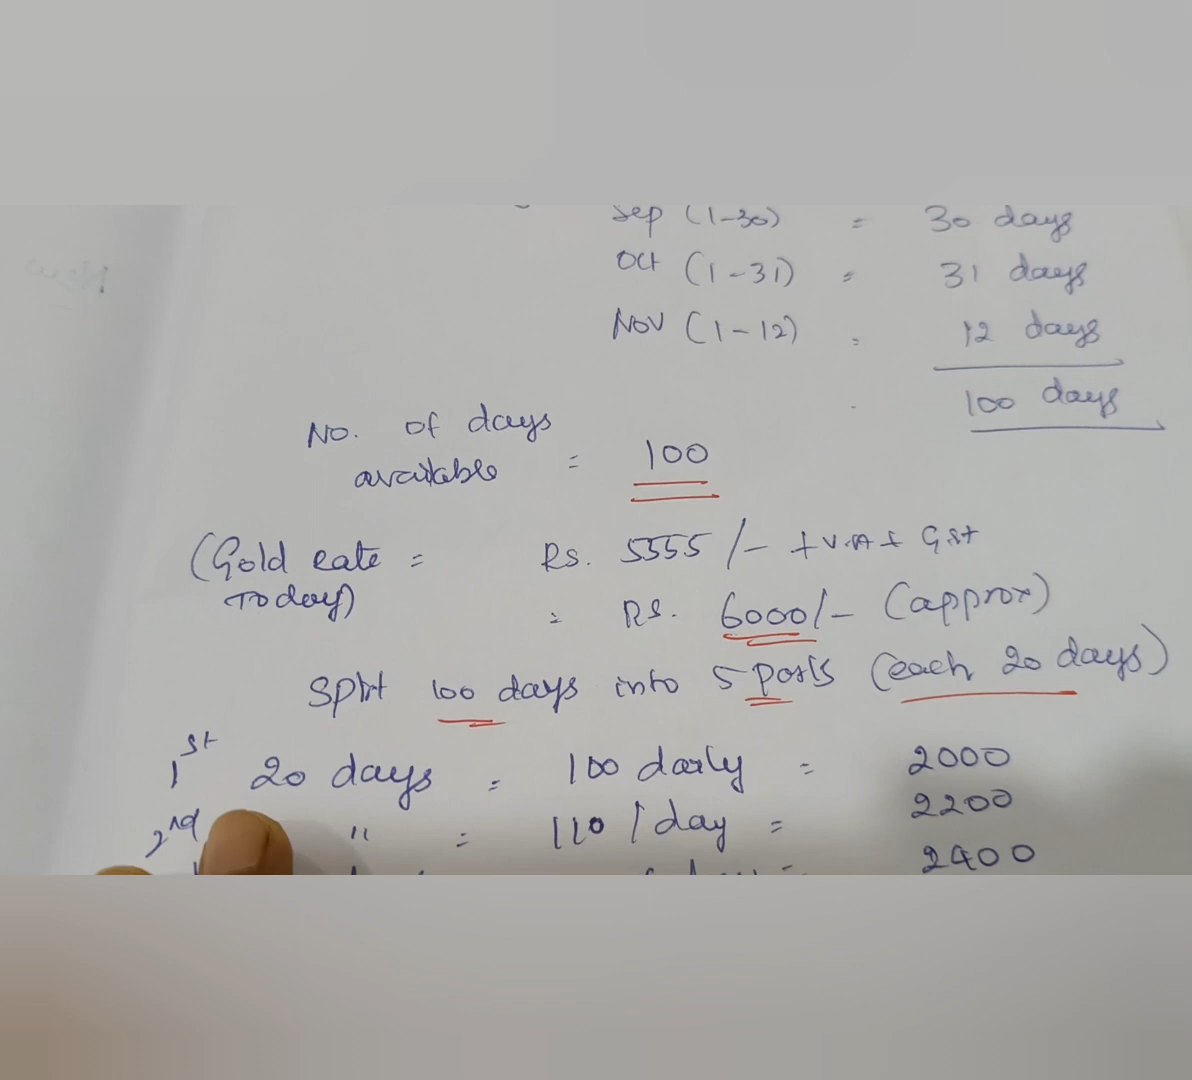 Sep (1-30) = 30 days
Oct (1-31) = 31 days
Nov (1-12) = 12 days
100 days
No. of days
available = 100
(Gold rate = Rs. 5555/- + V.A + G.St
Today)
= Rs. 6000/- (approx)
Split 100 days into 5 parts (each 20 days)
1st 20 days = 100 daily = 2000
2nd " = 110 / day = 2200
2400